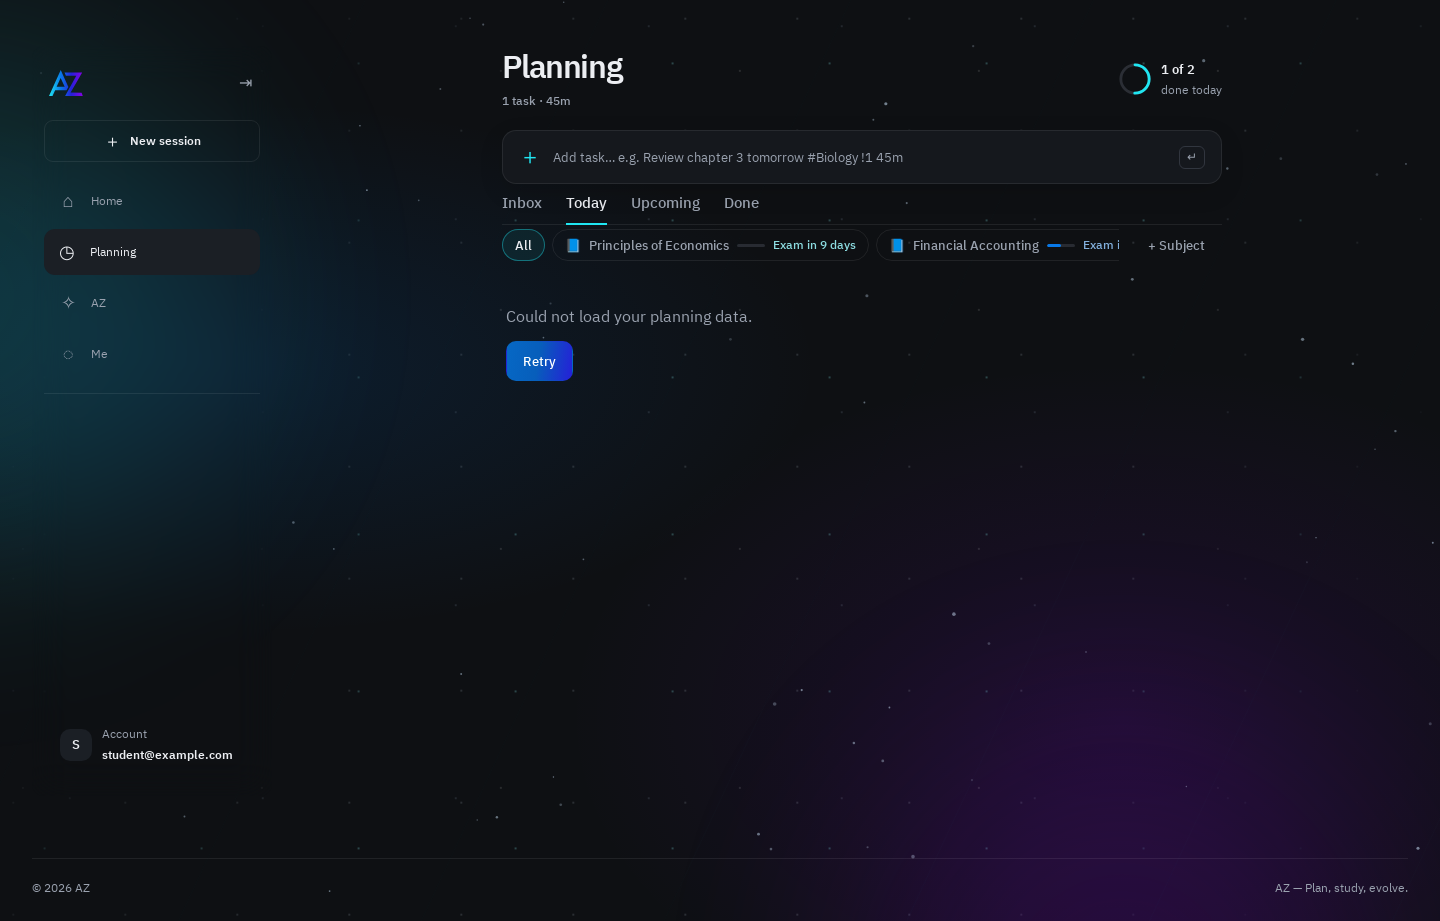 AZ
New session
Home
Planning
AZ
Me
Account
S
student@example.com
Planning
1 task · 45m
1 of 2
done today
Add task... e.g. Review chapter 3 tomorrow #Biology !1 45m
Inbox
Today
Upcoming
Done
All
Principles of Economics
Exam in 9 days
Financial Accounting
Exam i
+ Subject
Could not load your planning data.
Retry
© 2026 AZ
AZ — Plan, study, evolve.